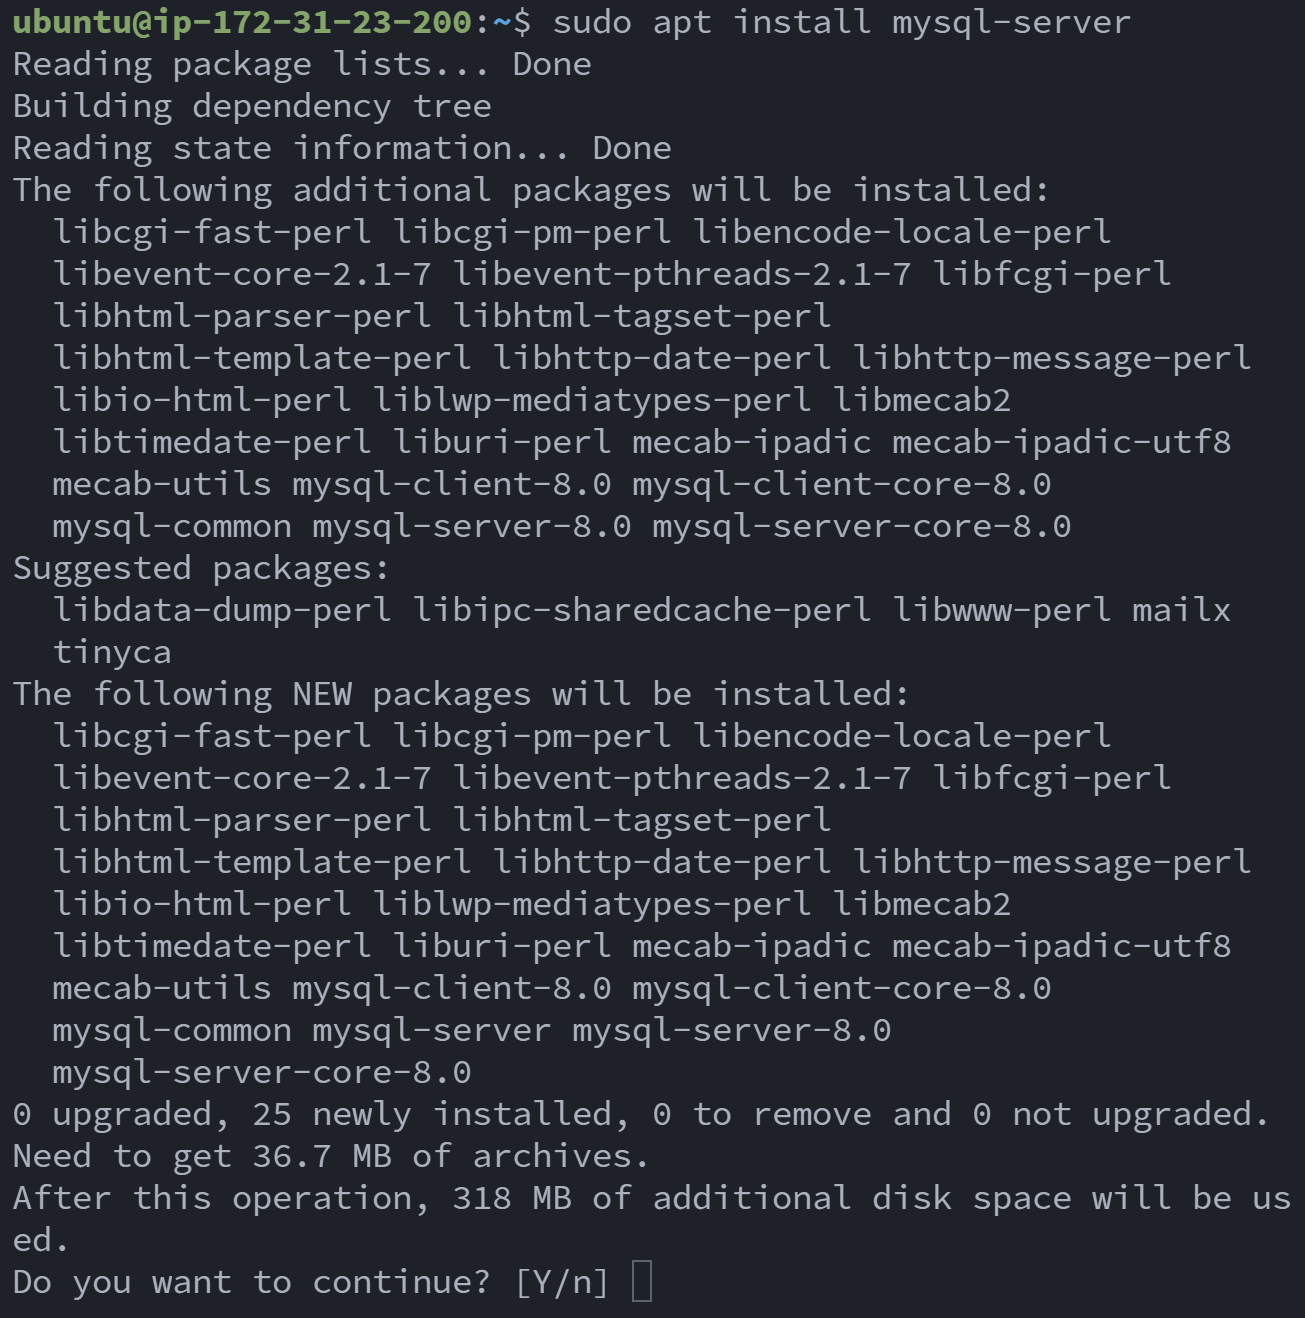 ubuntu@ip-172-31-23-200:~$ sudo apt install mysql-server
Reading package lists... Done
Building dependency tree
Reading state information... Done
The following additional packages will be installed:
  libcgi-fast-perl libcgi-pm-perl libencode-locale-perl
  libevent-core-2.1-7 libevent-pthreads-2.1-7 libfcgi-perl
  libhtml-parser-perl libhtml-tagset-perl
  libhtml-template-perl libhttp-date-perl libhttp-message-perl
  libio-html-perl liblwp-mediatypes-perl libmecab2
  libtimedate-perl liburi-perl mecab-ipadic mecab-ipadic-utf8
  mecab-utils mysql-client-8.0 mysql-client-core-8.0
  mysql-common mysql-server-8.0 mysql-server-core-8.0
Suggested packages:
  libdata-dump-perl libipc-sharedcache-perl libwww-perl mailx
  tinyca
The following NEW packages will be installed:
  libcgi-fast-perl libcgi-pm-perl libencode-locale-perl
  libevent-core-2.1-7 libevent-pthreads-2.1-7 libfcgi-perl
  libhtml-parser-perl libhtml-tagset-perl
  libhtml-template-perl libhttp-date-perl libhttp-message-perl
  libio-html-perl liblwp-mediatypes-perl libmecab2
  libtimedate-perl liburi-perl mecab-ipadic mecab-ipadic-utf8
  mecab-utils mysql-client-8.0 mysql-client-core-8.0
  mysql-common mysql-server mysql-server-8.0
  mysql-server-core-8.0
0 upgraded, 25 newly installed, 0 to remove and 0 not upgraded.
Need to get 36.7 MB of archives.
After this operation, 318 MB of additional disk space will be us
ed.
Do you want to continue? [Y/n]